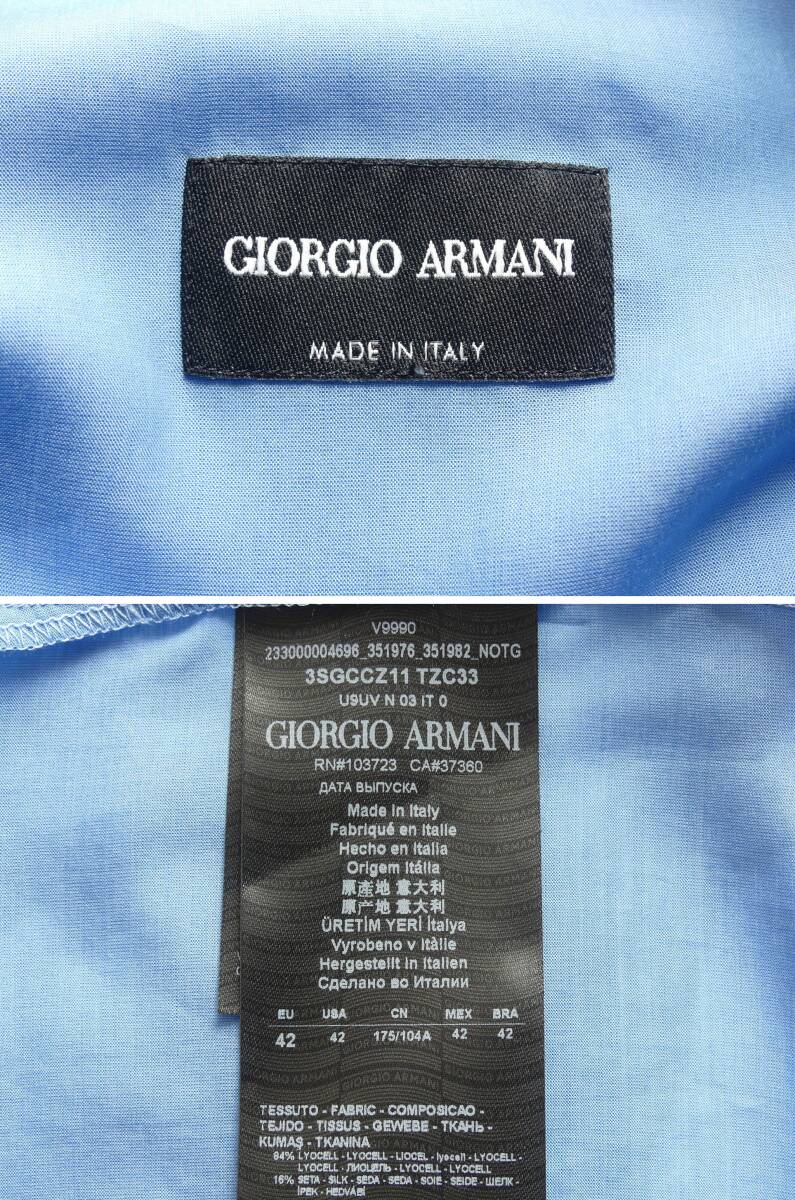 GIORGIO ARMANI
MADE IN ITALY
V9990
233000004696_351976_351982_NOTG
3SGCCZ11 TZC33
U9UV N 03 IT 0
GIORGIO ARMANI
RN#103723 CA#37360
ДАТА ВЫПУСКА
Made in Italy
Fabriqué en Italie
Hecho en Italia
Origem Itália
原産地 意大利
原产地 意大利
ÜRETİM YERİ İtalya
Vyrobeno v Itàlie
Hergestellt in Italien
Сделано во Италии
EU USA CN MEX BRA
42 42 175/104A 42 42
GIORGIO ARMANI
TESSUTO - FABRIC - COMPOSICAO -
TEJIDO - TISSUS - GEWEBE - ТКАНЬ -
KUMAŞ - TKANINA
84% LYOCELL - LYOCELL - LIOCEL - lyocell - LYOCELL -
LYOCELL - ЛИОЦЕЛЬ - LYOCELL - LYOCELL
16% SETA - SILK - SEDA - SEDA - SOIE - SEIDE - ШЕЛК -
İPEK - HEDVÁBÍ